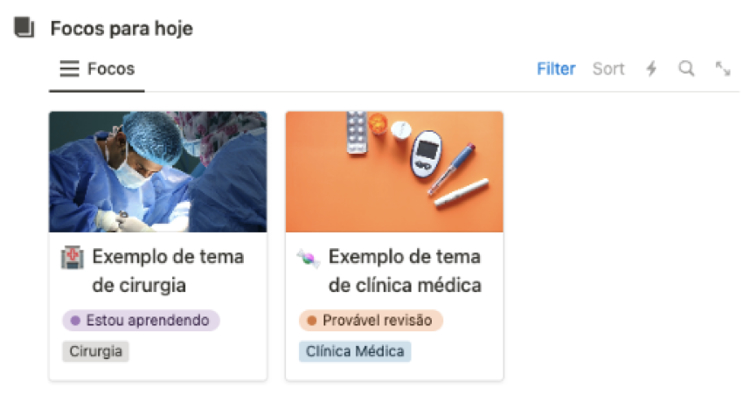 Focos para hoje
Focos
Filter Sort
Exemplo de tema
de cirurgia
Estou aprendendo
Cirurgia
Exemplo de tema
de clínica médica
Provável revisão
Clínica Médica